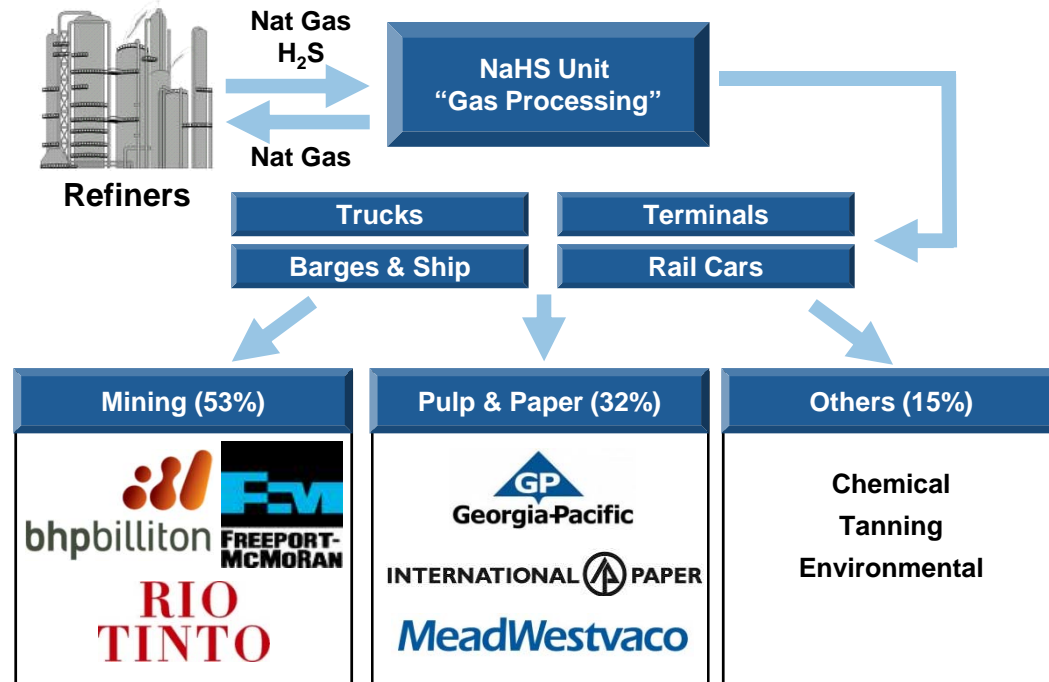 Nat Gas
H₂S
NaHS Unit
“Gas Processing”
Nat Gas
Refiners
Trucks
Terminals
Barges & Ship
Rail Cars
Mining (53%)
Pulp & Paper (32%)
Others (15%)
bhpbilliton
FM
FREEPORT-
McMoRAN
RIO
TINTO
GP
Georgia-Pacific
INTERNATIONAL PAPER
MeadWestvaco
Chemical
Tanning
Environmental